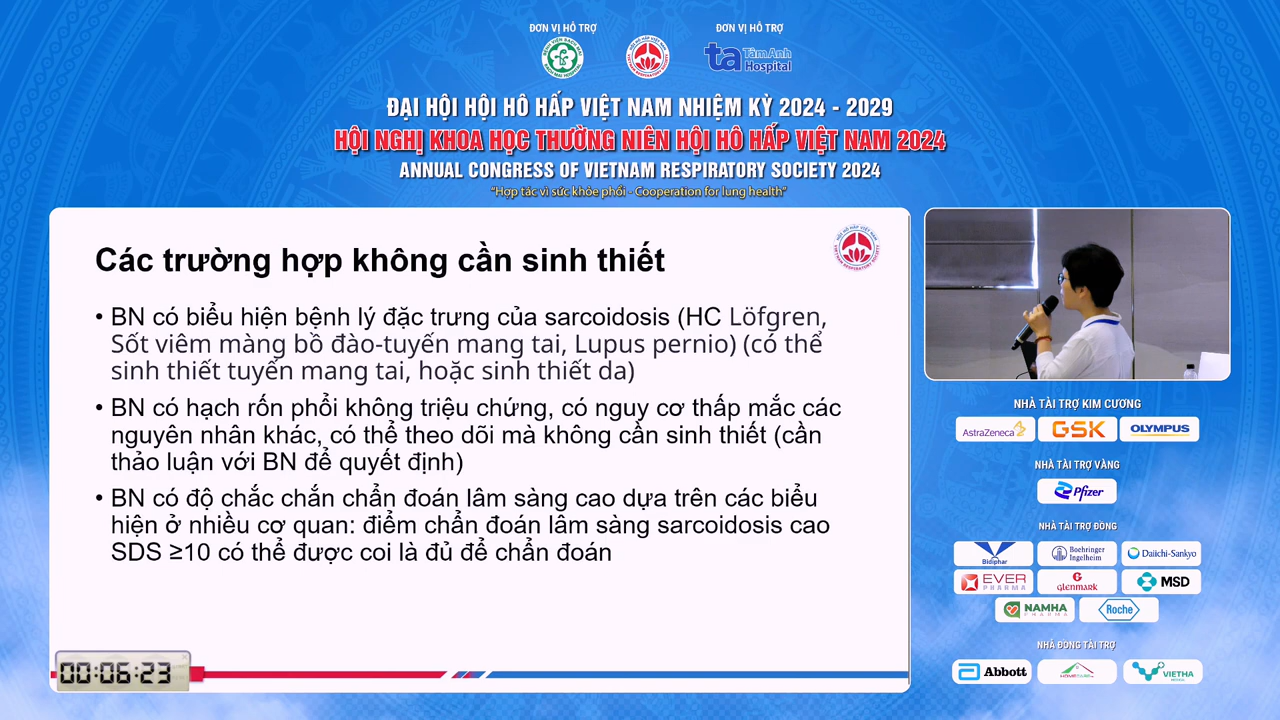 ĐƠN VỊ HỖ TRỢ
ĐƠN VỊ HỖ TRỢ
ta TâmAnh Hospital
ĐẠI HỘI HỘI HÔ HẤP VIỆT NAM NHIỆM KỲ 2024 - 2029
HỘI NGHỊ KHOA HỌC THƯỜNG NIÊN HỘI HÔ HẤP VIỆT NAM 2024
ANNUAL CONGRESS OF VIETNAM RESPIRATORY SOCIETY 2024
"Hợp tác vì sức khỏe phổi - Cooperation for lung health"
Các trường hợp không cần sinh thiết
• BN có biểu hiện bệnh lý đặc trưng của sarcoidosis (HC Löfgren,
Sốt viêm màng bồ đào-tuyến mang tai, Lupus pernio) (có thể
sinh thiết tuyến mang tai, hoặc sinh thiết da)
• BN có hạch rốn phổi không triệu chứng, có nguy cơ thấp mắc các
nguyên nhân khác, có thể theo dõi mà không cần sinh thiết (cần
thảo luận với BN để quyết định)
• BN có độ chắc chắn chẩn đoán lâm sàng cao dựa trên các biểu
hiện ở nhiều cơ quan: điểm chẩn đoán lâm sàng sarcoidosis cao
SDS ≥10 có thể được coi là đủ để chẩn đoán
00:06:23
NHÀ TÀI TRỢ KIM CƯƠNG
AstraZeneca GSK OLYMPUS
NHÀ TÀI TRỢ VÀNG
Pfizer
NHÀ TÀI TRỢ ĐỒNG
Bidiphar Boehringer Ingelheim Daiichi-Sankyo
EVER PHARMA GLENMARK MSD
NAMHA PHARMA Roche
NHÀ ĐỒNG TÀI TRỢ
Abbott VIETHA